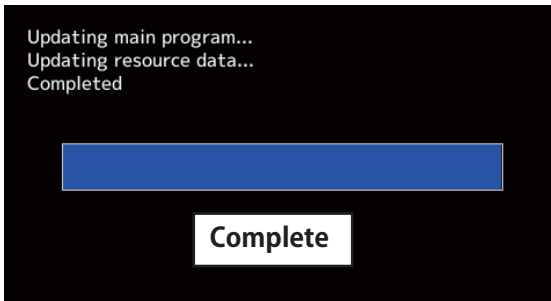 Updating main program...
Updating resource data...
Completed
Complete